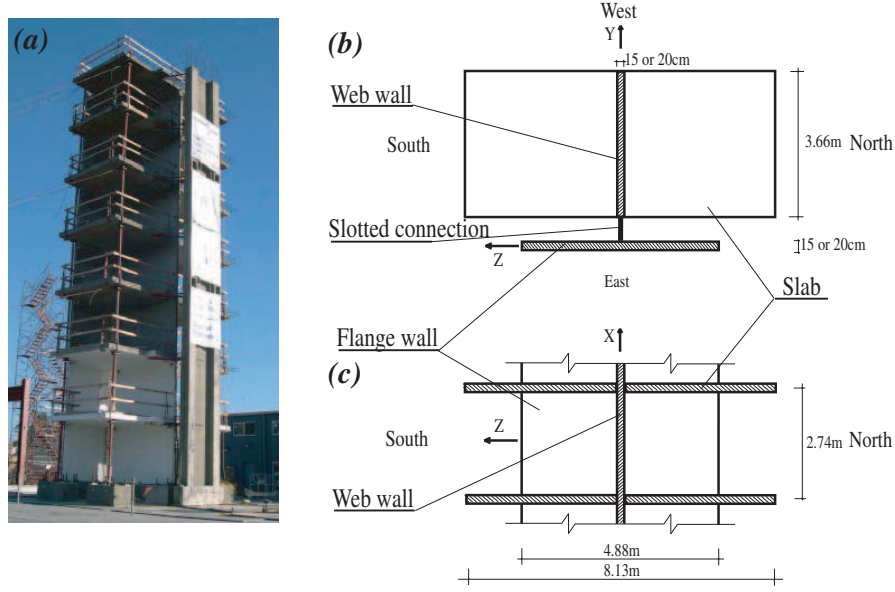 (a)
(b)
West
Y
15 or 20cm
Web wall
South
3.66m
North
Slotted connection
Z
15 or 20cm
East
Slab
Flange wall
(c)
X
South
Z
2.74m
North
Web wall
4.88m
8.13m